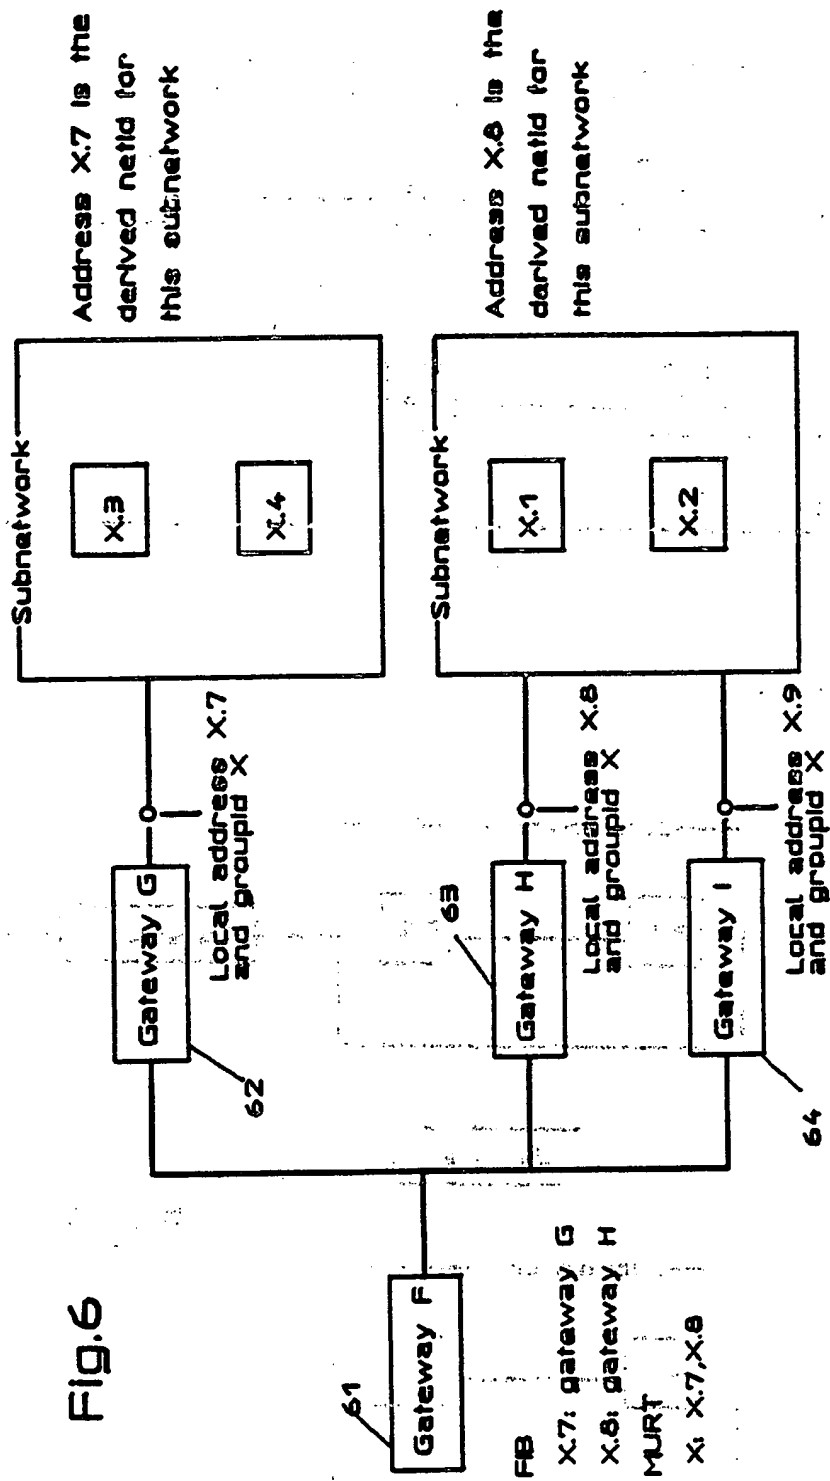 Fig.6
61
Gateway F
FIB
X.7: gateway G
X.8: gateway H
MURT
X: X.7,X.8
62
Gateway G
Local address X.7
and groupid X
63
Gateway H
Local address X.8
and groupid X
64
Gateway I
Local address X.9
and groupid X
Subnetwork
X.3
X.4
Address X.7 is the
derived netid for
this subnetwork
Subnetwork
X.1
X.2
Address X.8 is the
derived netid for
this subnetwork